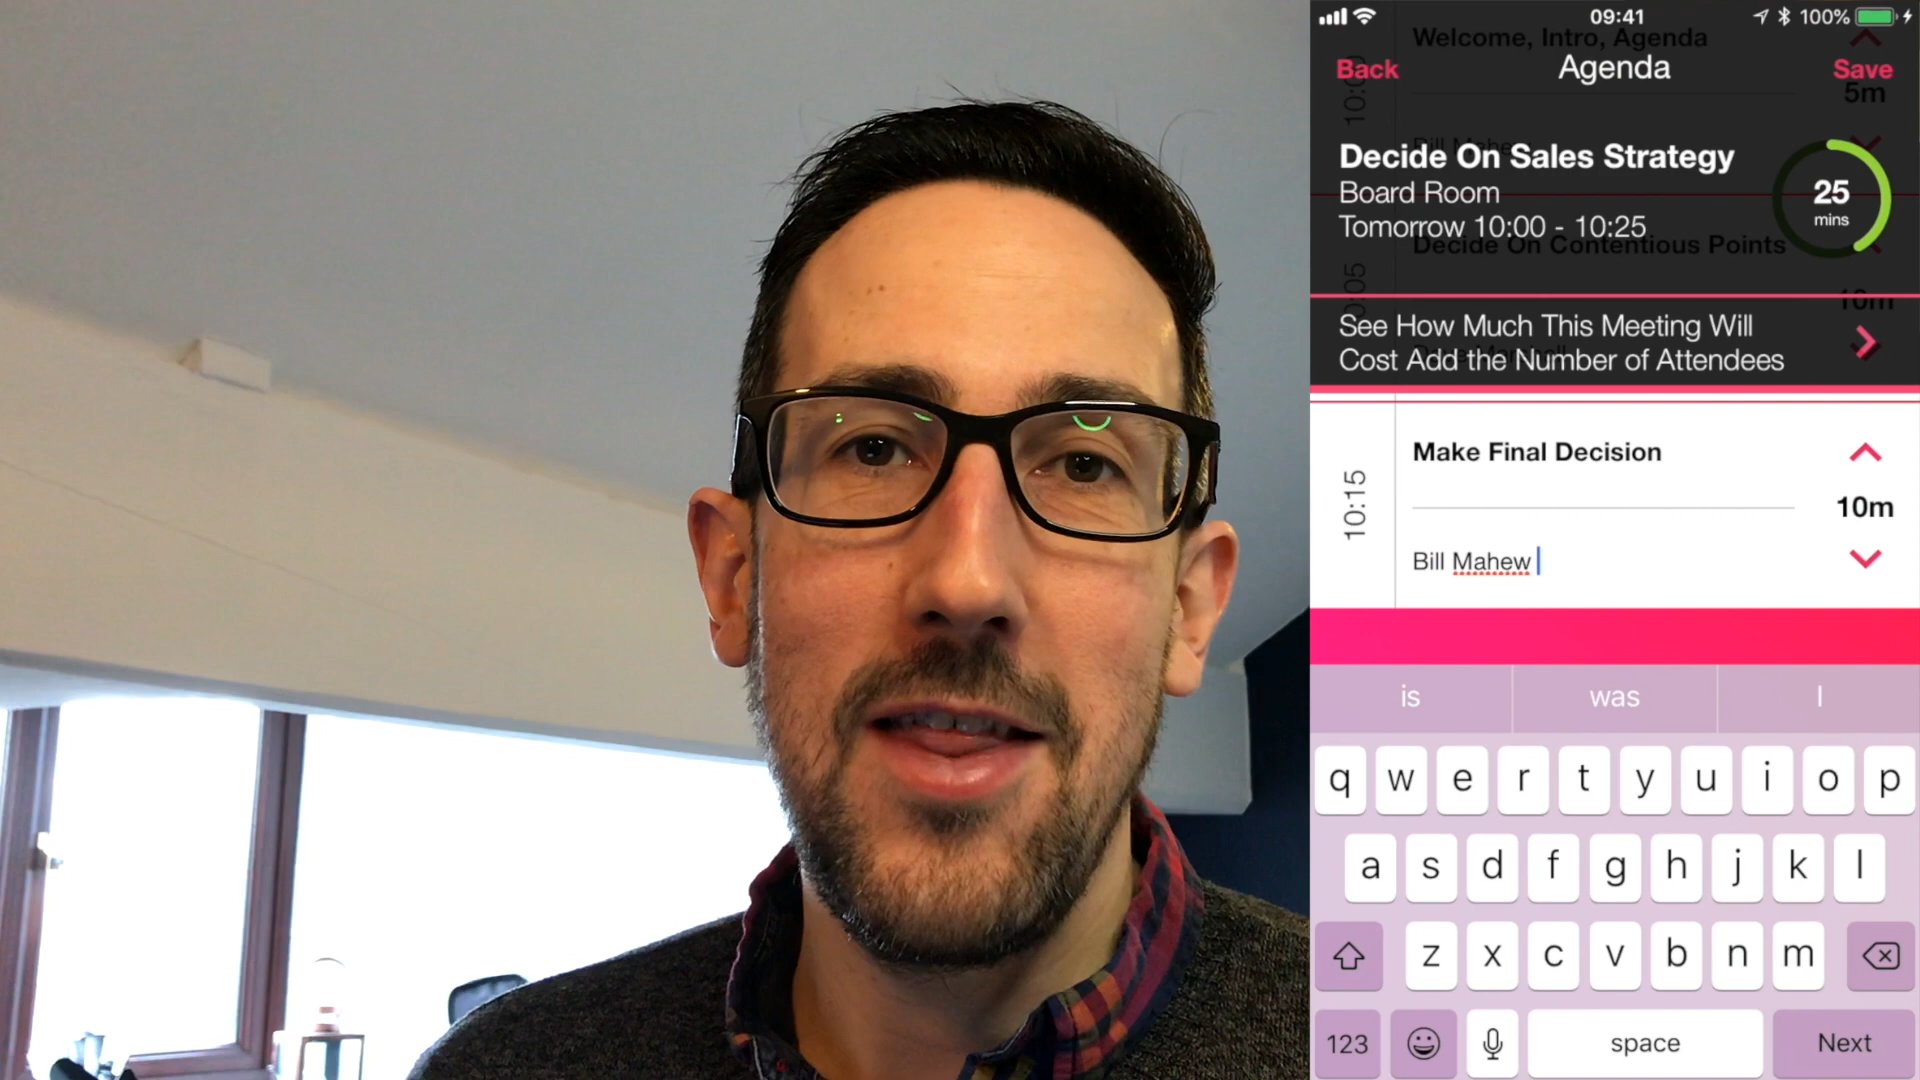 09:41
100%
Welcome, Intro, Agenda
Back
Agenda
Save
5m
Decide On Sales Strategy
Board Room
Tomorrow 10:00 - 10:25
25
mins
Decide On Contentious Points
10m
See How Much This Meeting Will
Cost Add the Number of Attendees
Make Final Decision
10:15
10m
Bill Mahew
is was I
q w e r t y u i o p
a s d f g h j k l
z x c v b n m
123 space Next